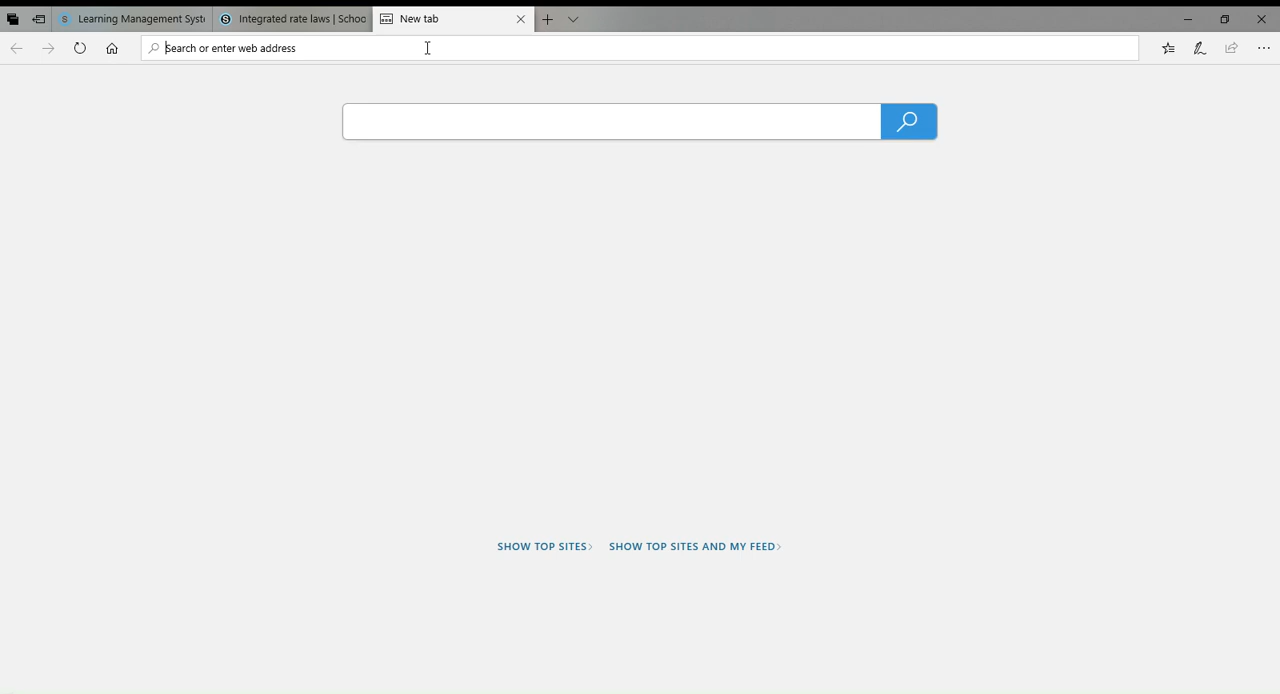 Learning Management Syst
Integrated rate laws | Schoo
New tab
Search or enter web address
SHOW TOP SITES
SHOW TOP SITES AND MY FEED